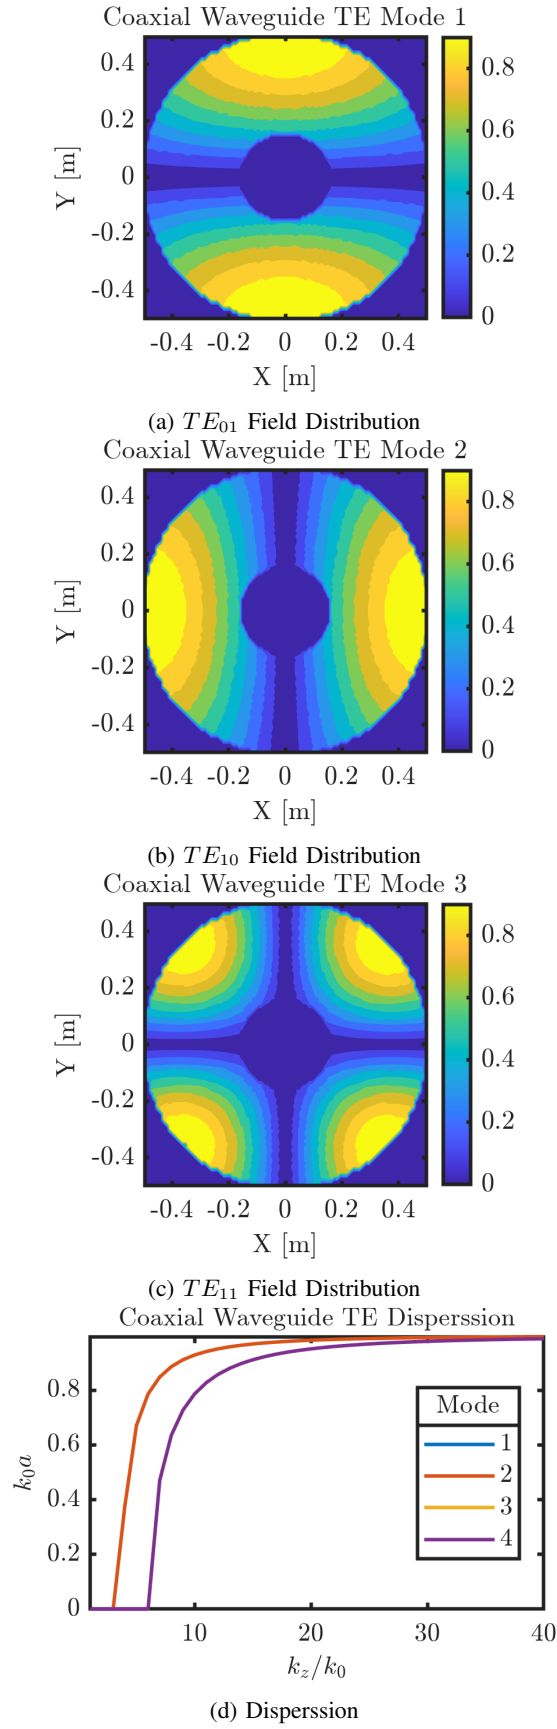 Coaxial Waveguide TE Mode 1
0.4
0.2
0
-0.2
-0.4
Y [m]
-0.4 -0.2 0 0.2 0.4
X [m]
0.8
0.6
0.4
0.2
0
(a) TE01 Field Distribution
Coaxial Waveguide TE Mode 2
0.4
0.2
0
-0.2
-0.4
Y [m]
-0.4 -0.2 0 0.2 0.4
X [m]
0.8
0.6
0.4
0.2
0
(b) TE10 Field Distribution
Coaxial Waveguide TE Mode 3
0.4
0.2
0
-0.2
-0.4
Y [m]
-0.4 -0.2 0 0.2 0.4
X [m]
0.8
0.6
0.4
0.2
0
(c) TE11 Field Distribution
Coaxial Waveguide TE Disperssion
0.8
0.6
0.4
0.2
0
k0a
10 20 30 40
kz/k0
Mode
1
2
3
4
(d) Disperssion